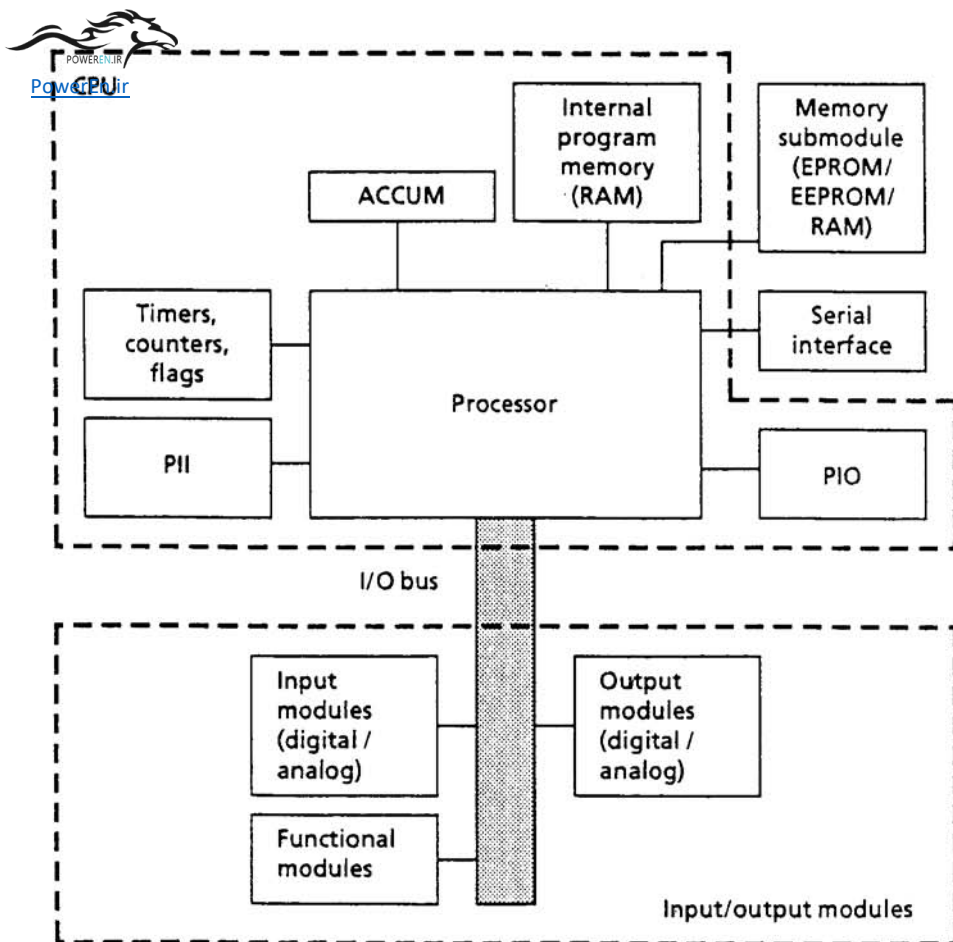 POWEREN.IR
PowerEn.ir
CPU
Internal
program
memory
(RAM)
Memory
submodule
(EPROM/
EEPROM/
RAM)
ACCUM
Timers,
counters,
flags
Serial
interface
Processor
PII
PIO
I/O bus
Input
modules
(digital /
analog)
Output
modules
(digital /
analog)
Functional
modules
Input/output modules